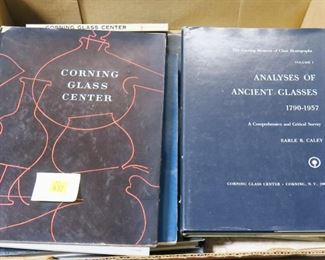 CORNING GLASS CENTER
CORNING
GLASS
CENTER
The Corning Museum of Glass Monographs
VOLUME I
ANALYSES OF
ANCIENT GLASSES
1790-1957
A Comprehensive and Critical Survey
EARLE R. CALEY
CORNING GLASS CENTER • CORNING, N. Y.,